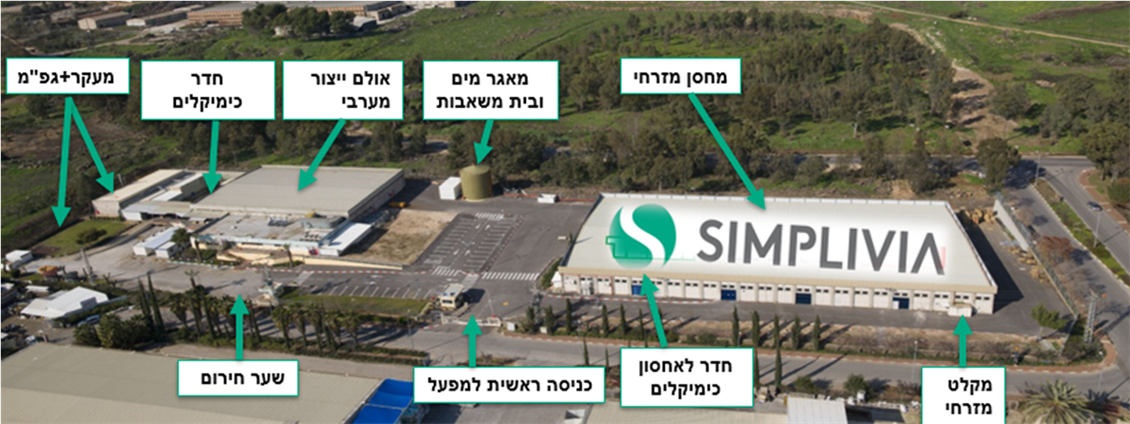 מעקר+גפ"מ
חדר
כימיקלים
אולם ייצור
מערבי
מאגר מים
ובית משאבות
מחסן מזרחי
SIMPLIVIA
שער חירום
כניסה ראשית למפעל
חדר לאחסון
כימיקלים
מקלט
מזרחי